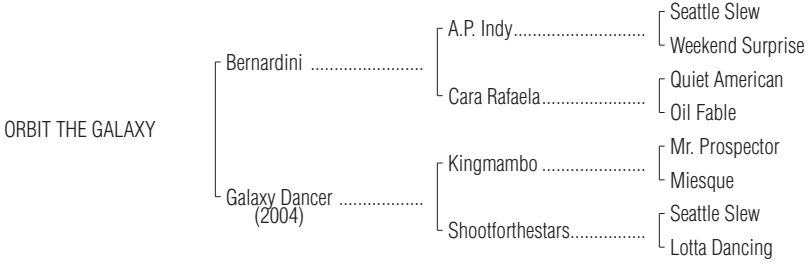 Seattle Slew
A.P. Indy..............................
Weekend Surprise
Bernardini ..........................
Quiet American
Cara Rafaela........................
Oil Fable
ORBIT THE GALAXY
Mr. Prospector
Kingmambo ........................
Miesque
Galaxy Dancer ...................
(2004)
Seattle Slew
Shootforthestars.................
Lotta Dancing